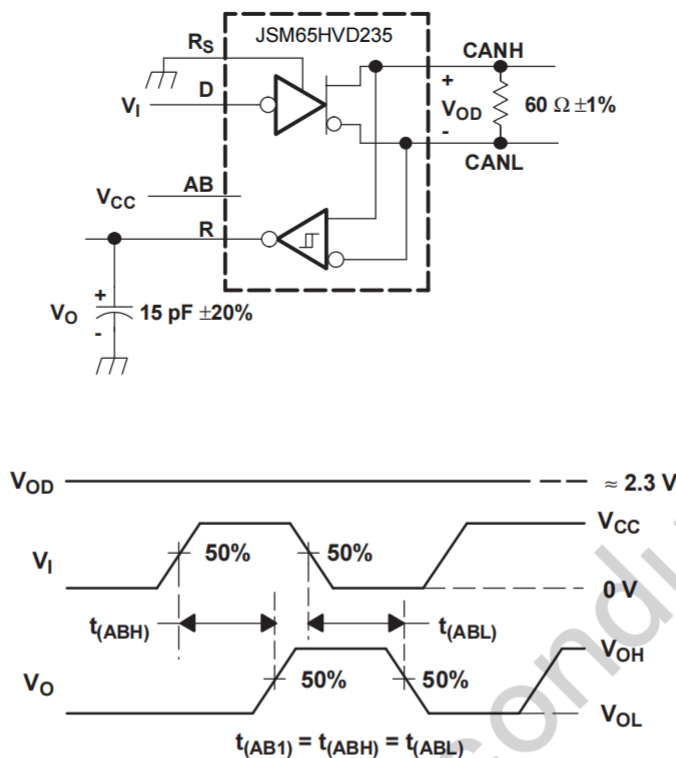 JSM65HVD235
RS
CANH
D
VI
+
VOD
-
60 Ω ±1%
CANL
AB
VCC
R
+
VO
15 pF ±20%
-
VOD
≈ 2.3 V
VCC
VI
50%
50%
0 V
t(ABH)
t(ABL)
VOH
VO
50%
50%
VOL
t(AB1) = t(ABH) = t(ABL)